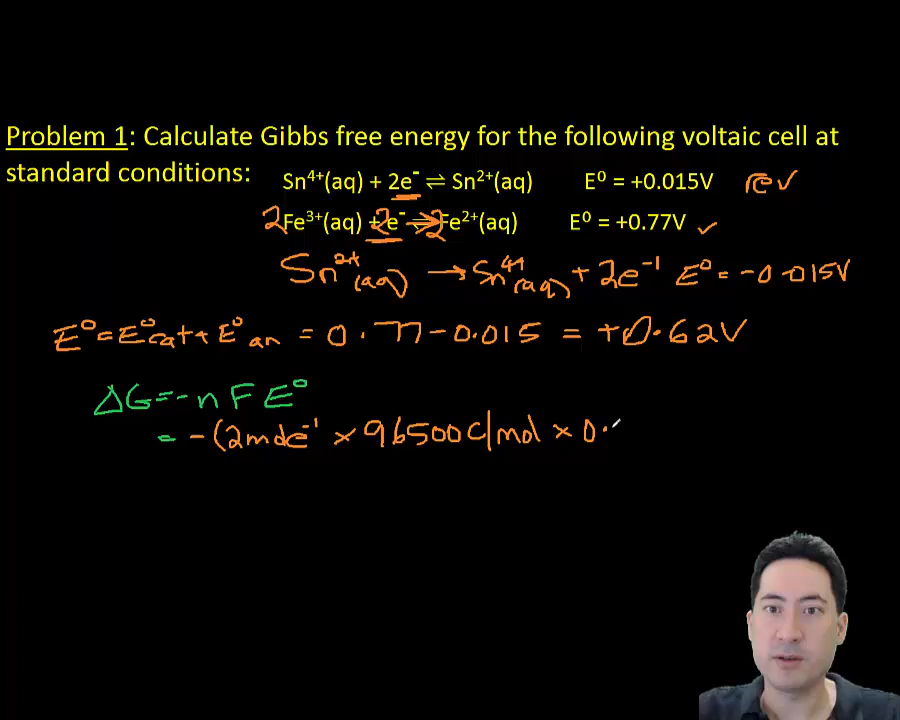 Problem 1: Calculate Gibbs free energy for the following voltaic cell at
standard conditions:
Sn⁴⁺(aq) + 2e⁻ ⇌ Sn²⁺(aq) E⁰ = +0.015V rev ✓
2Fe³⁺(aq) + 2e⁻ ⇌ 2Fe²⁺(aq) E⁰ = +0.77V ✓
Sn²⁺(aq) → Sn⁴⁺(aq) + 2e⁻¹ E⁰ = -0.015V
E⁰ = E⁰cat + E⁰an = 0.77 - 0.015 = +0.62V
ΔG = -nFE⁰
= -(2mole⁻¹ × 96500C/mol × 0.